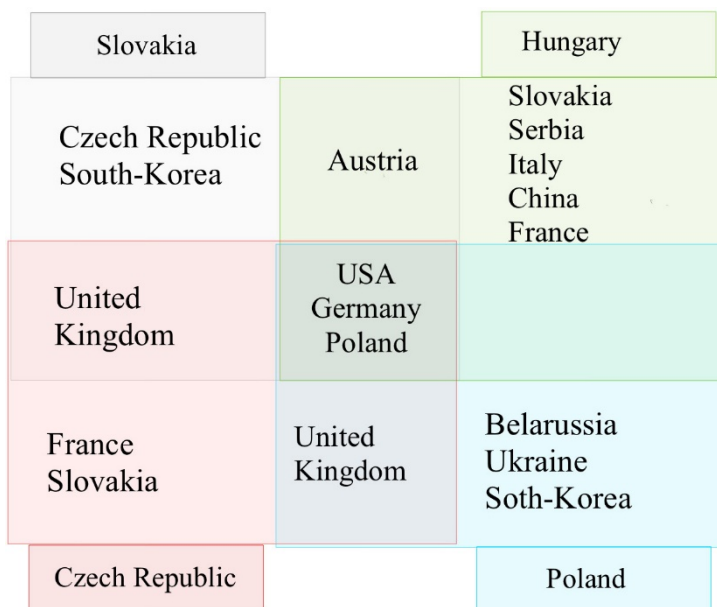 Slovakia
Hungary
Czech Republic
South-Korea
Austria
Slovakia
Serbia
Italy
China
France
United
Kingdom
USA
Germany
Poland
France
Slovakia
United
Kingdom
Belarussia
Ukraine
Soth-Korea
Czech Republic
Poland